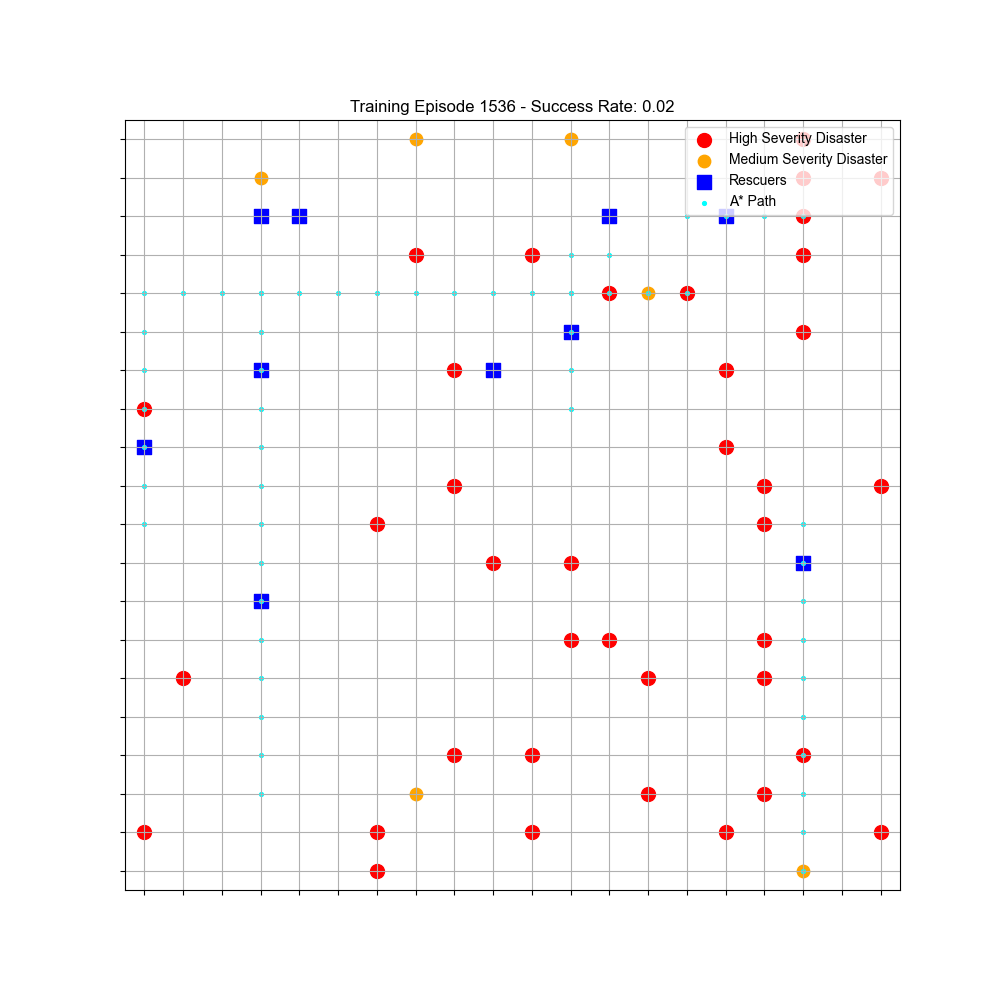 Training Episode 1536 - Success Rate: 0.02
High Severity Disaster
Medium Severity Disaster
Rescuers
A* Path